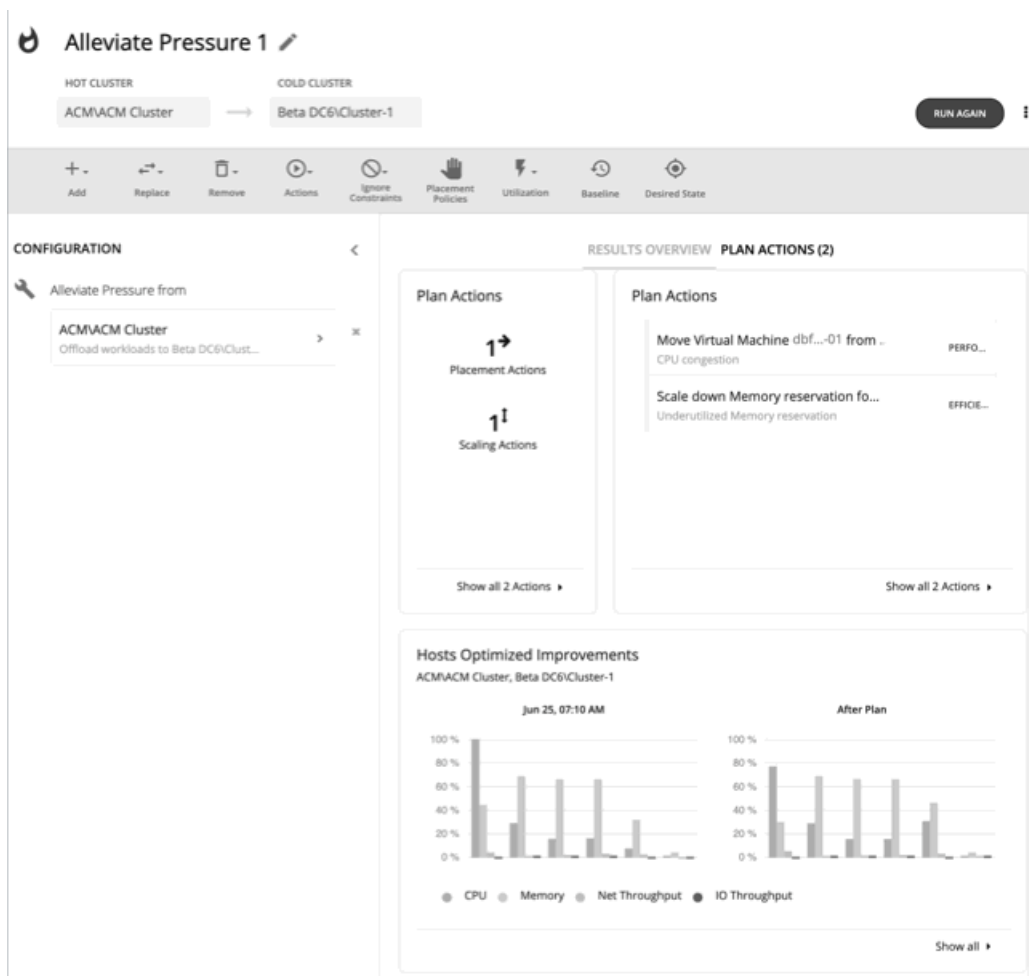 Alleviate Pressure 1
HOT CLUSTER
COLD CLUSTER
ACM\ACM Cluster
Beta DC6\Cluster-1
RUN AGAIN
Add
Replace
Remove
Actions
Ignore
Constraints
Placement
Policies
Utilization
Baseline
Desired State
CONFIGURATION
Alleviate Pressure from
ACM\ACM Cluster
Offload workloads to Beta DC6\Clust...
RESULTS OVERVIEW
PLAN ACTIONS (2)
Plan Actions
1
Placement Actions
1
Scaling Actions
Show all 2 Actions
Plan Actions
Move Virtual Machine dbf...-01 from ..
PERFO...
CPU congestion
Scale down Memory reservation fo...
EFFICIE...
Underutilized Memory reservation
Show all 2 Actions
Hosts Optimized Improvements
ACM\ACM Cluster, Beta DC6\Cluster-1
Jun 25, 07:10 AM
100 %
80 %
60 %
40 %
20 %
0 %
After Plan
100 %
80 %
60 %
40 %
20 %
0 %
CPU
Memory
Net Throughput
IO Throughput
Show all